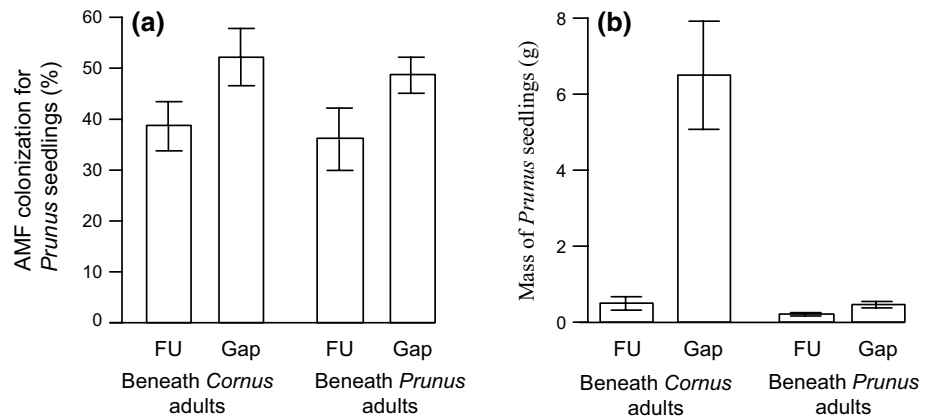 (a)
AMF colonization for
Prunus seedlings (%)
60
50
40
30
20
10
0
FU Gap FU Gap
Beneath Cornus adults
Beneath Prunus adults
(b)
Mass of Prunus seedlings (g)
8
6
4
2
0
FU Gap FU Gap
Beneath Cornus adults
Beneath Prunus adults